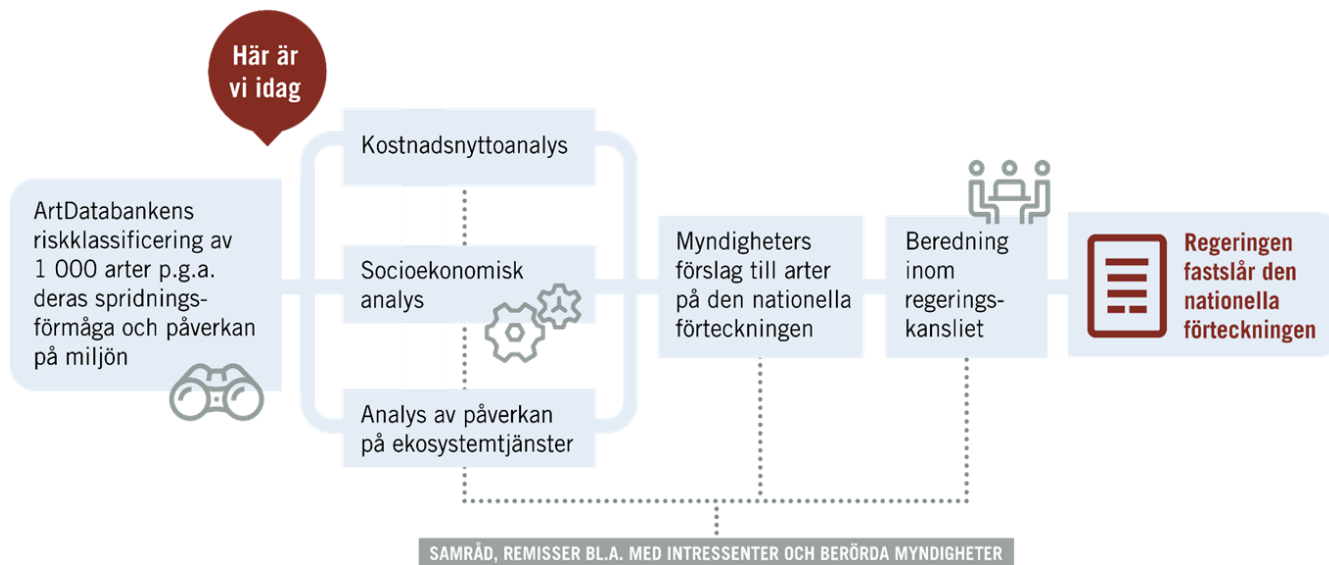 Här är
vi idag
ArtDatabankens
riskklassificering av
1 000 arter p.g.a.
deras spridnings-
förmåga och påverkan
på miljön
Kostnadsnyttoanalys
Socioekonomisk
analys
Analys av påverkan
på ekosystemtjänster
Myndigheters
förslag till arter
på den nationella
förteckningen
Beredning
inom
regerings-
kansliet
Regeringen
fastslår den
nationella
förteckningen
SAMRÅD, REMISSER BL.A. MED INTRESSENTER OCH BERÖRDA MYNDIGHETER